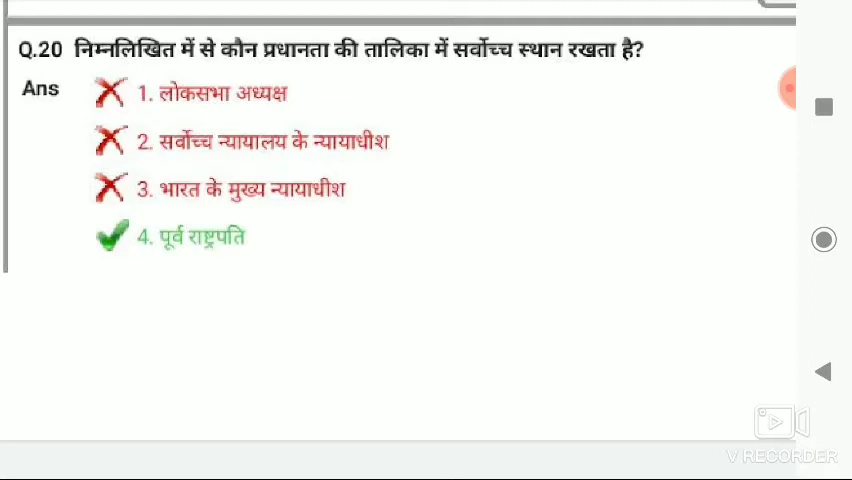 Q.20 निम्नलिखित में से कौन प्रधानता की तालिका में सर्वोच्च स्थान रखता है?
Ans 1. लोकसभा अध्यक्ष
2. सर्वोच्च न्यायालय के न्यायाधीश
3. भारत के मुख्य न्यायाधीश
4. पूर्व राष्ट्रपति
V RECORDER